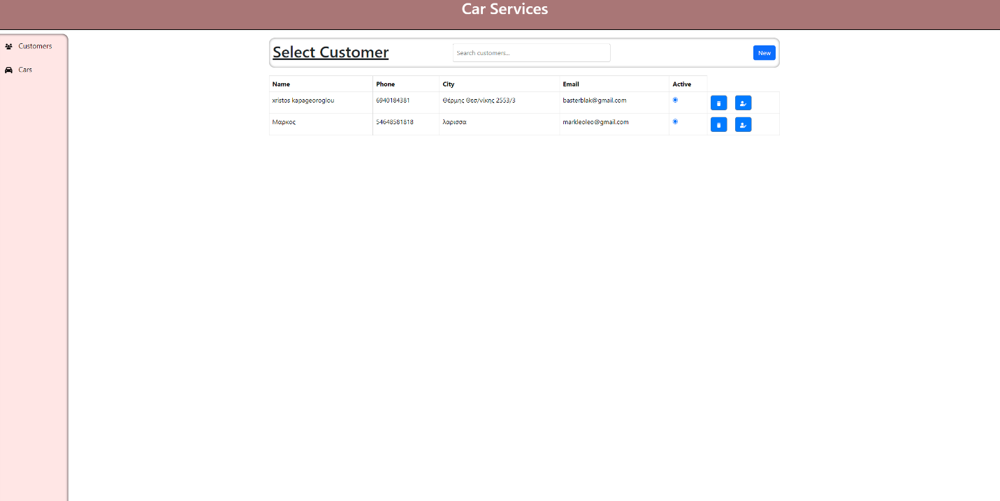 Car Services
Customers
Cars
Select Customer
Search customers...
New
Name Phone City Email Active
xristos kapageoroglou 6940184381 Θέρμης Θεσ/νίκης 2553/3 basterblak@gmail.com
Μαρκος 54648581818 λαρισσα markleoleo@gmail.com